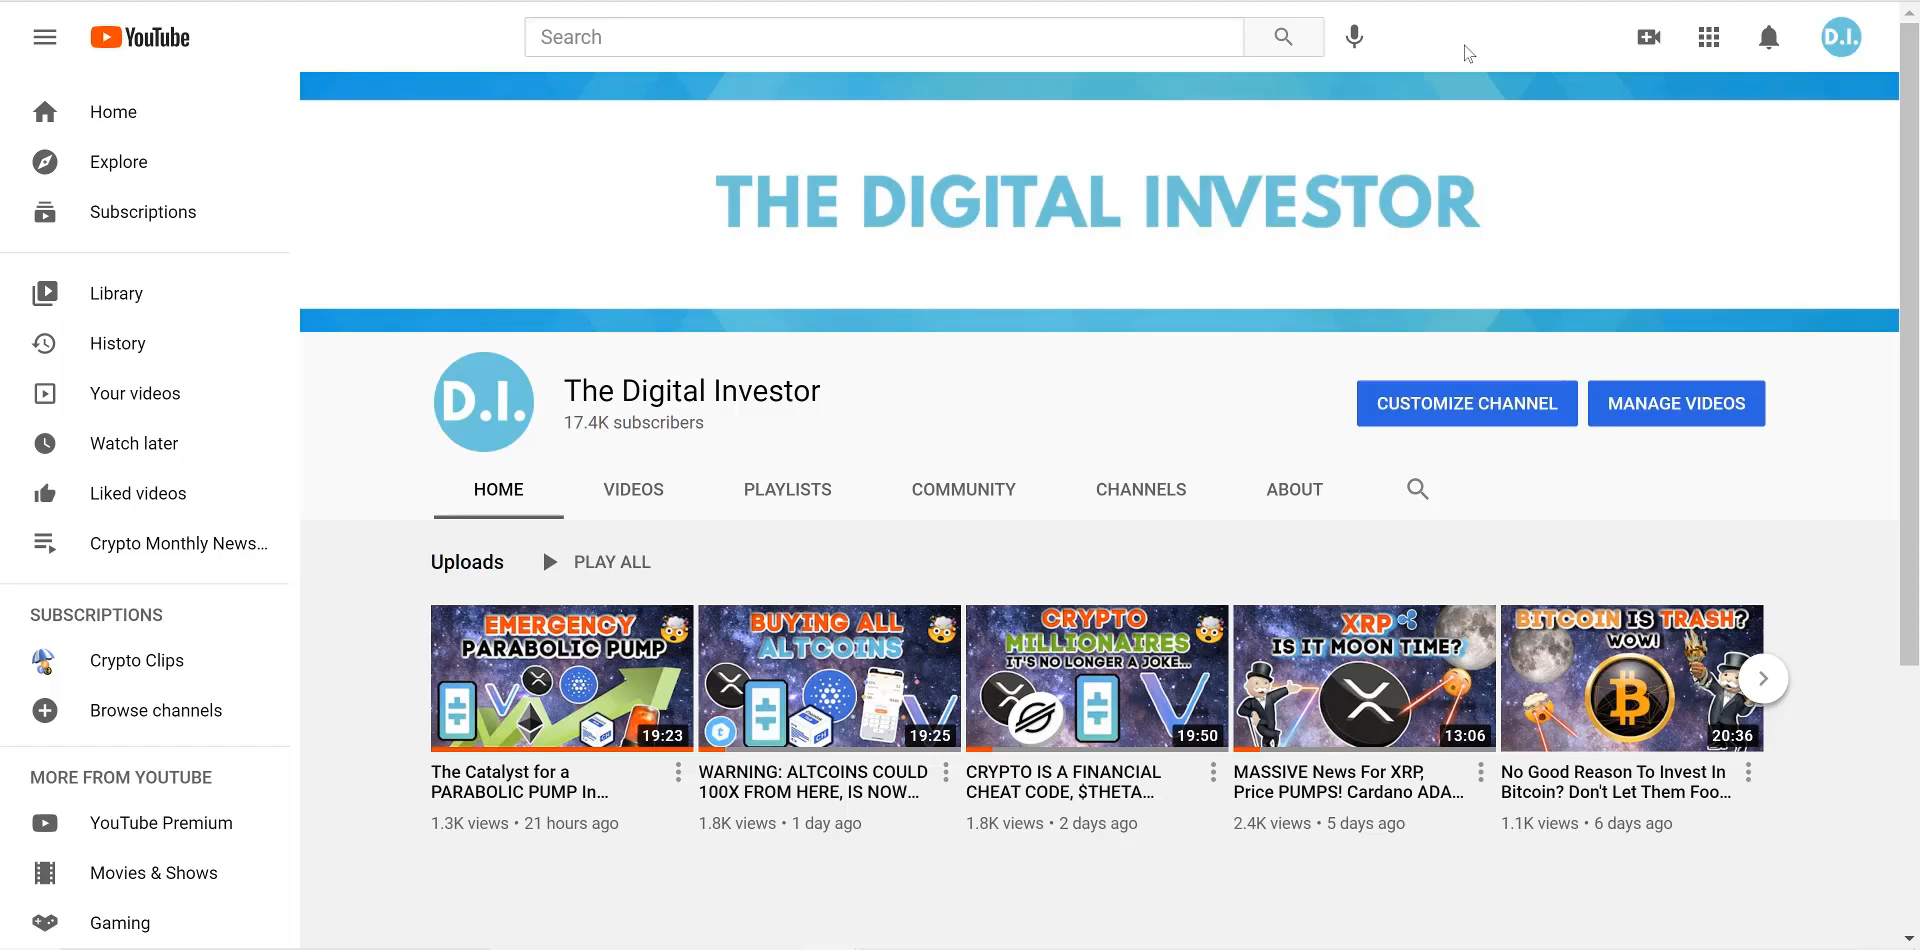 YouTube
Search
D.I.
Home
Explore
Subscriptions
Library
History
Your videos
Watch later
Liked videos
Crypto Monthly News...
SUBSCRIPTIONS
Crypto Clips
Browse channels
MORE FROM YOUTUBE
YouTube Premium
Movies & Shows
Gaming
THE DIGITAL INVESTOR
D.I.
The Digital Investor
17.4K subscribers
CUSTOMIZE CHANNEL
MANAGE VIDEOS
HOME
VIDEOS
PLAYLISTS
COMMUNITY
CHANNELS
ABOUT
Uploads
PLAY ALL
EMERGENCY
PARABOLIC PUMP
CH
19:23
The Catalyst for a
PARABOLIC PUMP In...
1.3K views • 21 hours ago
BUYING ALL
ALTCOINS
CH
19:25
WARNING: ALTCOINS COULD
100X FROM HERE, IS NOW...
1.8K views • 1 day ago
CRYPTO
MILLIONAIRES
IT'S NO LONGER A JOKE...
19:50
CRYPTO IS A FINANCIAL
CHEAT CODE, $THETA...
1.8K views • 2 days ago
XRP
IS IT MOON TIME?
13:06
MASSIVE News For XRP,
Price PUMPS! Cardano ADA...
2.4K views • 5 days ago
BITCOIN IS TRASH?
WOW!
20:36
No Good Reason To Invest In
Bitcoin? Don't Let Them Foo...
1.1K views • 6 days ago